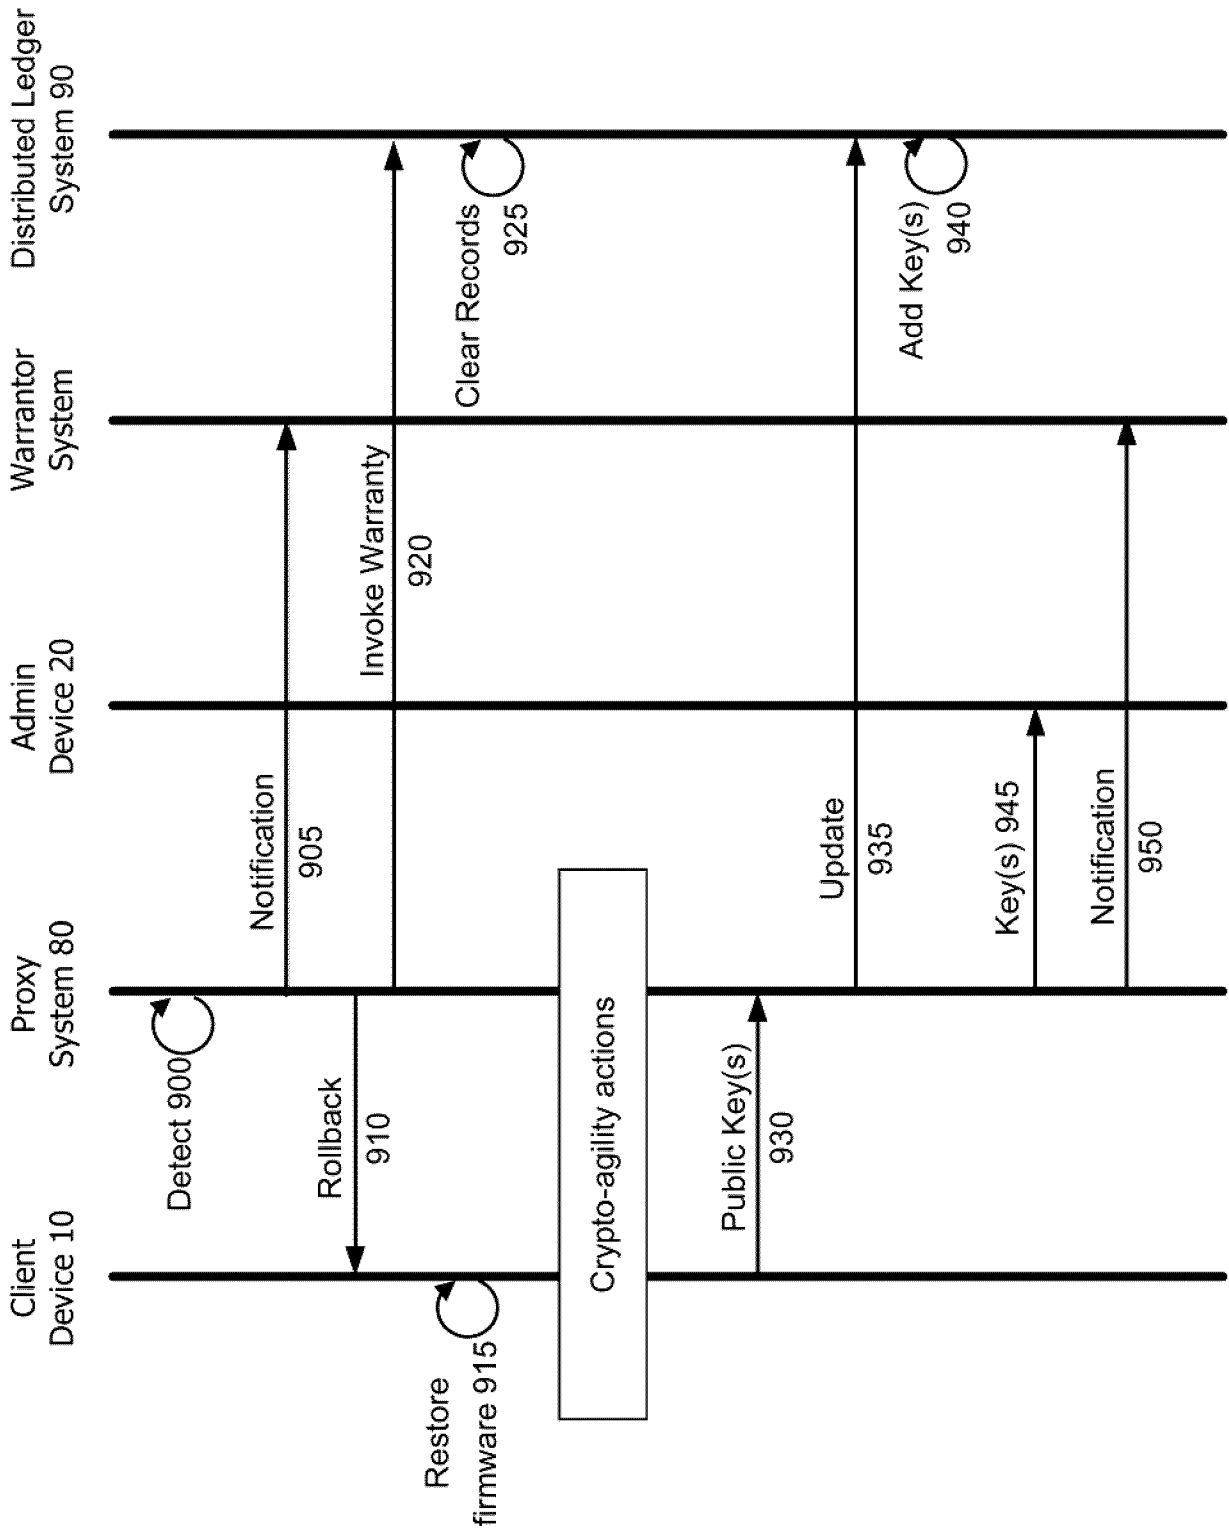 Client
Device 10
Proxy
System 80
Admin
Device 20
Warrantor
System
Distributed Ledger
System 90
Detect 900
Notification
905
Rollback
910
Invoke Warranty
920
Restore
firmware 915
Clear Records
925
Crypto-agility actions
Public Key(s)
930
Update
935
Add Key(s)
940
Key(s) 945
Notification
950